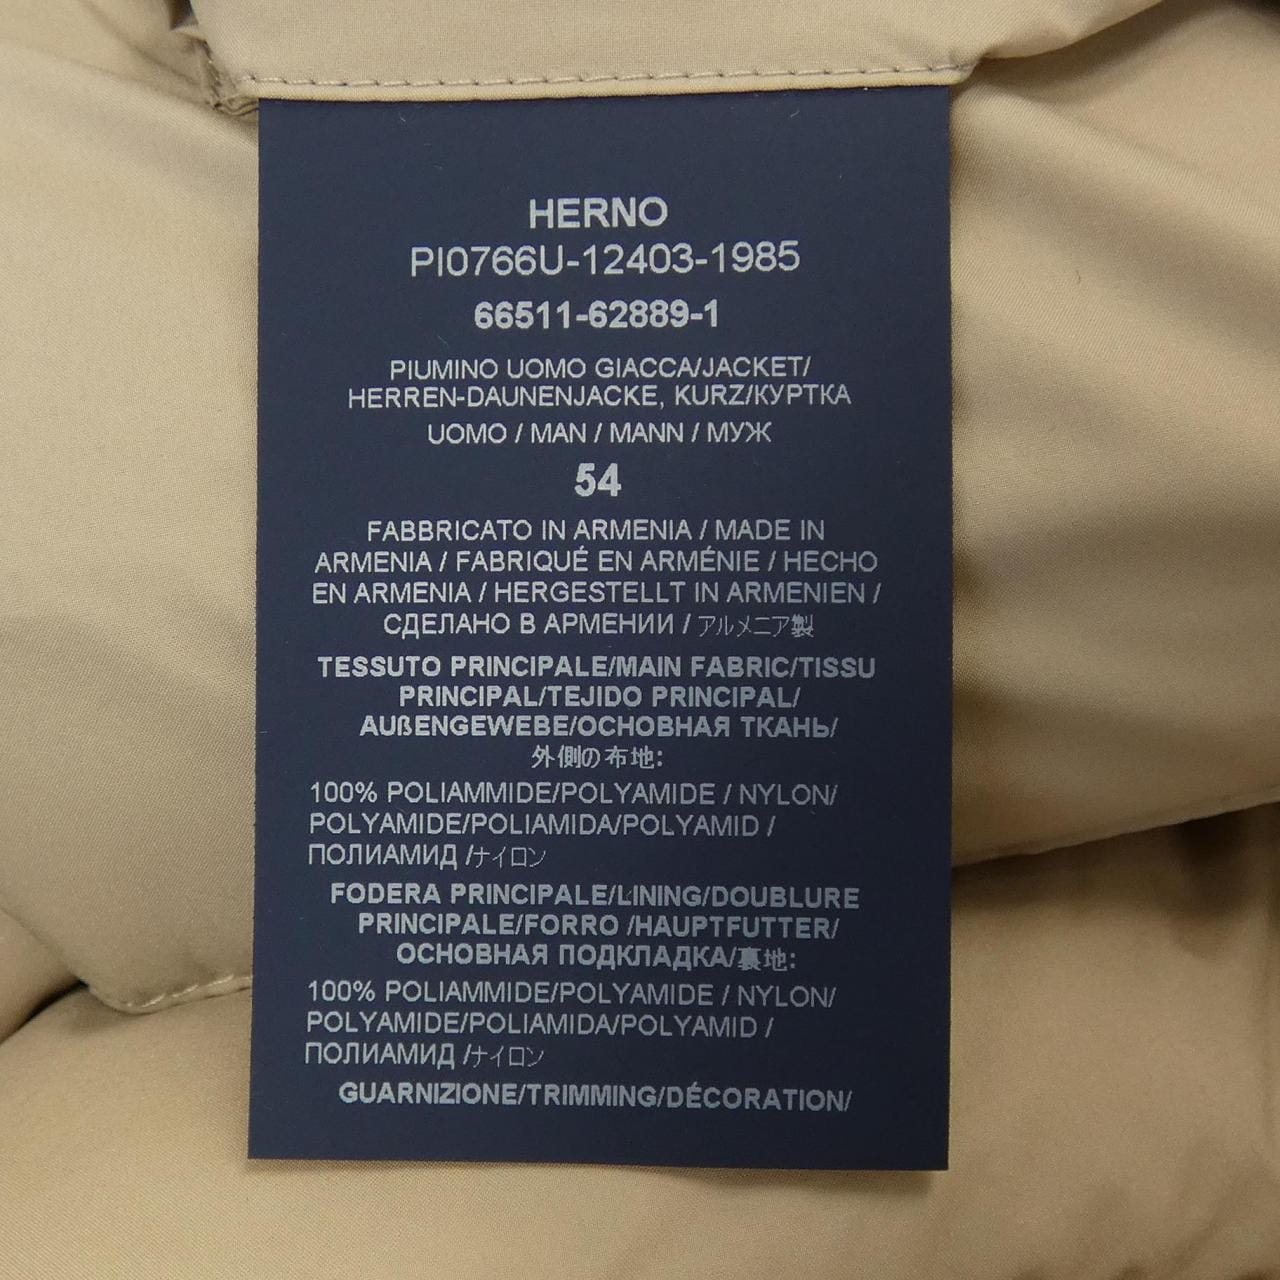 HERNO
PI0766U-12403-1985
66511-62889-1
PIUMINO UOMO GIACCA/JACKET/
HERREN-DAUNENJACKE, KURZ/КУРТКА
UOMO / MAN / MANN / МУЖ
54
FABBRICATO IN ARMENIA / MADE IN
ARMENIA / FABRIQUÉ EN ARMÉNIE / HECHO
EN ARMENIA / HERGESTELLT IN ARMENIEN /
СДЕЛАНО В АРМЕНИИ / アルメニア製
TESSUTO PRINCIPALE/MAIN FABRIC/TISSU
PRINCIPAL/TEJIDO PRINCIPAL/
AUßENGEWEBE/ОСНОВНАЯ ТКАНЬ/
外側の布地:
100% POLIAMMIDE/POLYAMIDE / NYLON/
POLYAMIDE/POLIAMIDA/POLYAMID /
ПОЛИАМИД /ナイロン
FODERA PRINCIPALE/LINING/DOUBLURE
PRINCIPALE/FORRO /HAUPTFUTTER/
ОСНОВНАЯ ПОДКЛАДКА/裏地:
100% POLIAMMIDE/POLYAMIDE / NYLON/
POLYAMIDE/POLIAMIDA/POLYAMID /
ПОЛИАМИД /ナイロン
GUARNIZIONE/TRIMMING/DÉCORATION/